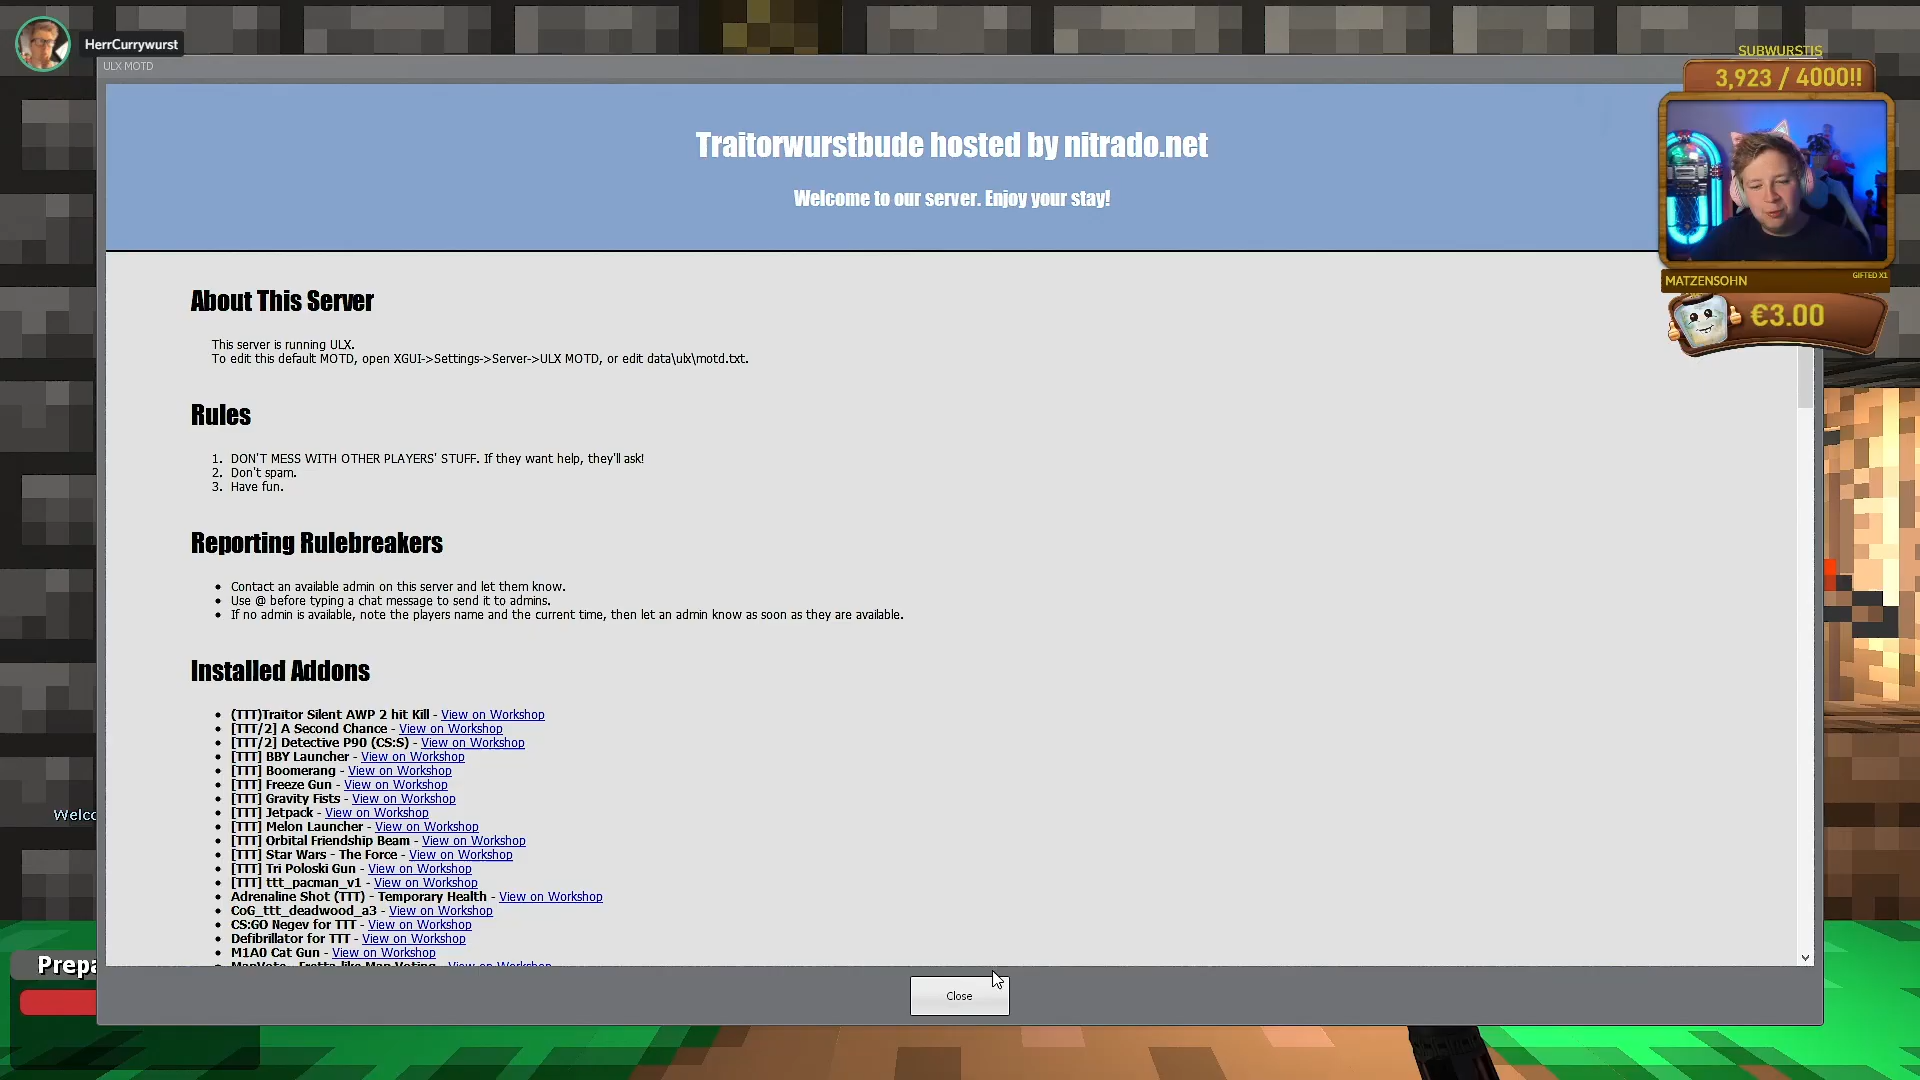 HerrCurrywurst
ULX MOTD
SUBWURSTIS
3,923 / 4000!!
Traitorwurstbude hosted by nitrado.net
Welcome to our server. Enjoy your stay!
MATZENSOHN
GIFTED X1
€3.00
About This Server
This server is running ULX.
To edit this default MOTD, open XGUI->Settings->Server->ULX MOTD, or edit data\ulx\motd.txt.
Rules
1. DON'T MESS WITH OTHER PLAYERS' STUFF. If they want help, they'll ask!
2. Don't spam.
3. Have fun.
Reporting Rulebreakers
• Contact an available admin on this server and let them know.
• Use @ before typing a chat message to send it to admins.
• If no admin is available, note the players name and the current time, then let an admin know as soon as they are available.
Installed Addons
• (TTT)Traitor Silent AWP 2 hit Kill - View on Workshop
• [TTT/2] A Second Chance - View on Workshop
• [TTT/2] Detective P90 (CS:S) - View on Workshop
• [TTT] BBY Launcher - View on Workshop
• [TTT] Boomerang - View on Workshop
• [TTT] Freeze Gun - View on Workshop
• [TTT] Gravity Fists - View on Workshop
• [TTT] Jetpack - View on Workshop
• [TTT] Melon Launcher - View on Workshop
• [TTT] Orbital Friendship Beam - View on Workshop
• [TTT] Star Wars - The Force - View on Workshop
• [TTT] Tri Poloski Gun - View on Workshop
• [TTT] ttt_pacman_v1 - View on Workshop
• Adrenaline Shot (TTT) - Temporary Health - View on Workshop
• CoG_ttt_deadwood_a3 - View on Workshop
• CS:GO Negev for TTT - View on Workshop
• Defibrillator for TTT - View on Workshop
• M1A0 Cat Gun - View on Workshop
• MapVote - Fretta-like Map Voting - View on Workshop
Welco
Prepa
Close